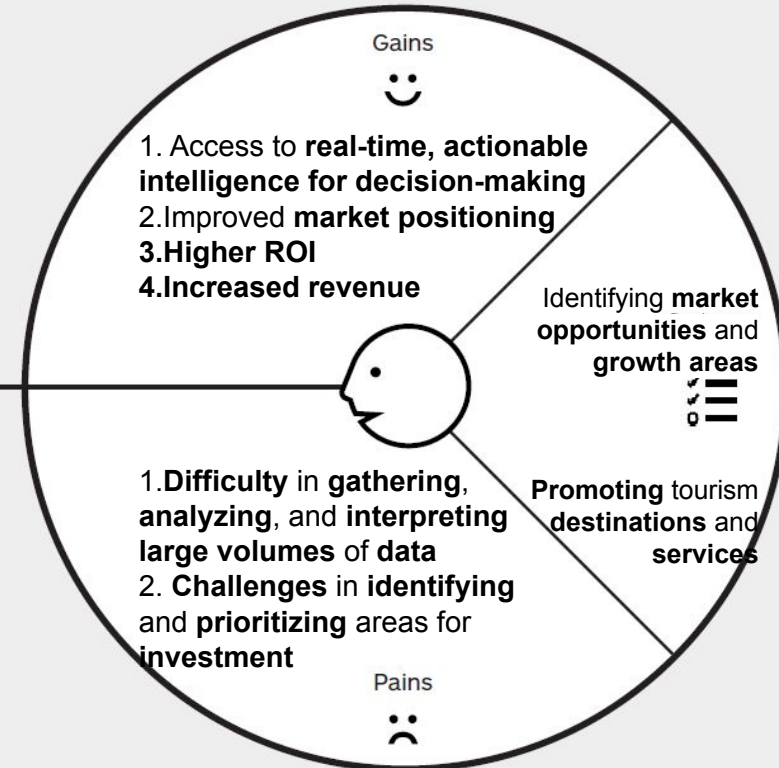 Gains
1. Access to real-time, actionable
intelligence for decision-making
2.Improved market positioning
3.Higher ROI
4.Increased revenue
Identifying market
opportunities and
growth areas
Promoting tourism
destinations and
services
1.Difficulty in gathering,
analyzing, and interpreting
large volumes of data
2. Challenges in identifying
and prioritizing areas for
investment
Pains